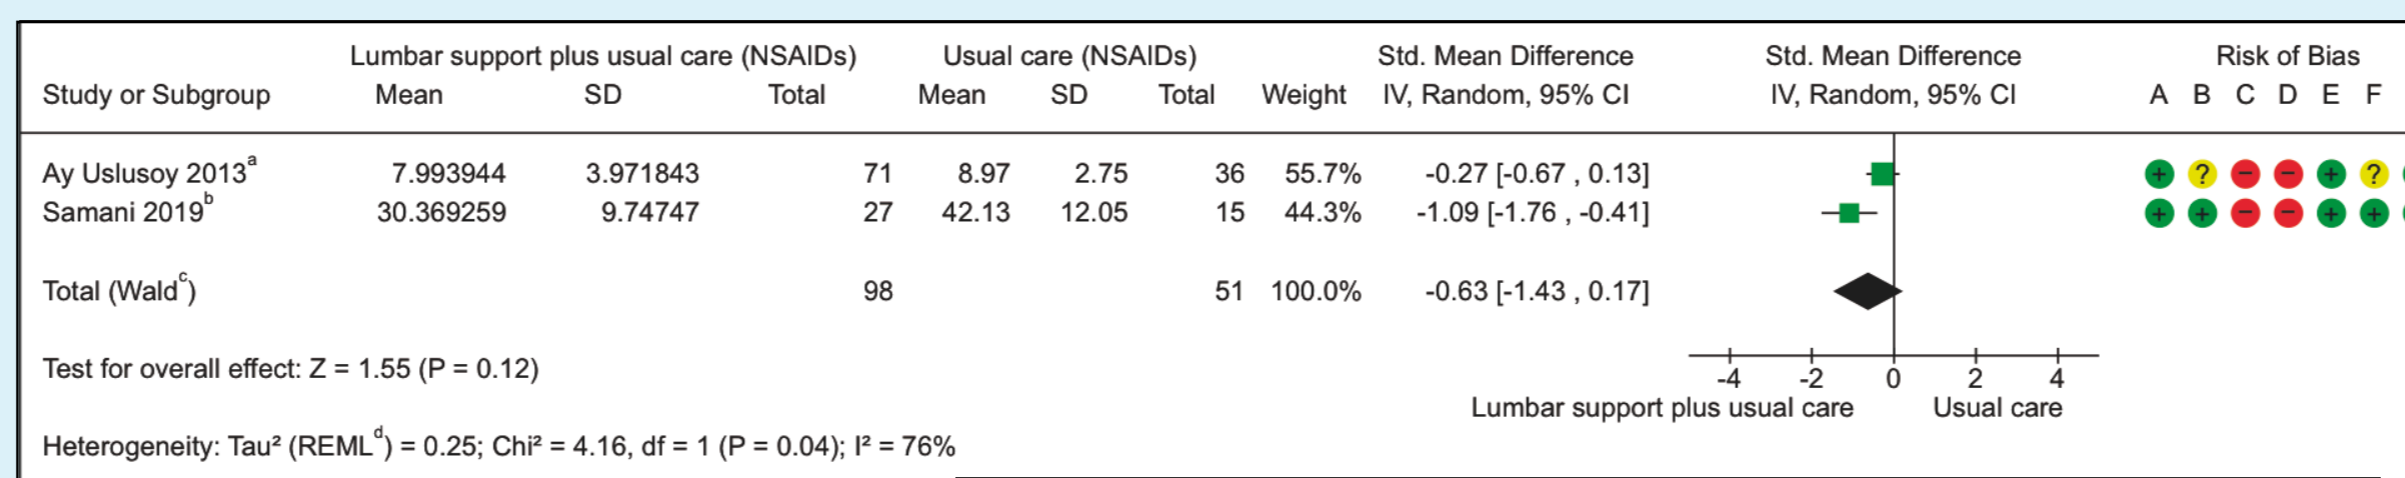 Lumbar support plus usual care (NSAIDs) Usual care (NSAIDs) Std. Mean Difference Std. Mean Difference Risk of Bias
Study or Subgroup Mean SD Total Mean SD Total Weight IV, Random, 95% CI IV, Random, 95% CI A B C D E F
Ay Uslusoy 2013a 7.993944 3.971843 71 8.97 2.75 36 55.7% -0.27 [-0.67 , 0.13] + ? − − + ?
Samani 2019b 30.369259 9.74747 27 42.13 12.05 15 44.3% -1.09 [-1.76 , -0.41] + + − − + +
Total (Waldc) 98 51 100.0% -0.63 [-1.43 , 0.17]
Test for overall effect: Z = 1.55 (P = 0.12)
-4 -2 0 2 4
Lumbar support plus usual care Usual care
Heterogeneity: Tau² (REMLd) = 0.25; Chi² = 4.16, df = 1 (P = 0.04); I² = 76%